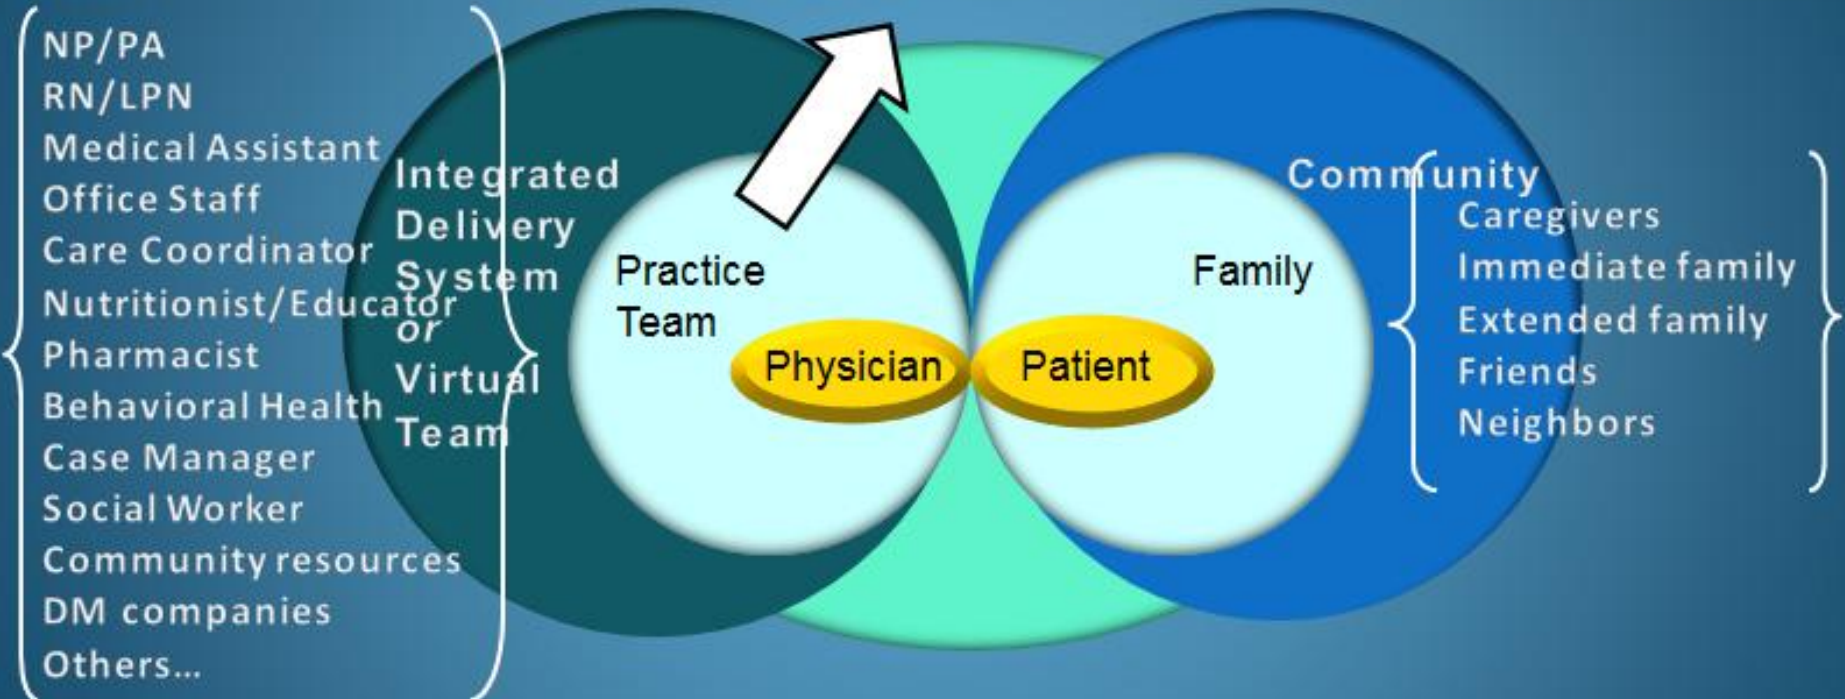 NP/PA
RN/LPN
Medical Assistant
Office Staff
Care Coordinator
Nutritionist/Educator
Pharmacist
Behavioral Health
Case Manager
Social Worker
Community resources
DM companies
Others…
Integrated
Delivery
System
or
Virtual
Team
Practice
Team
Physician
Patient
Family
Community
Caregivers
Immediate family
Extended family
Friends
Neighbors